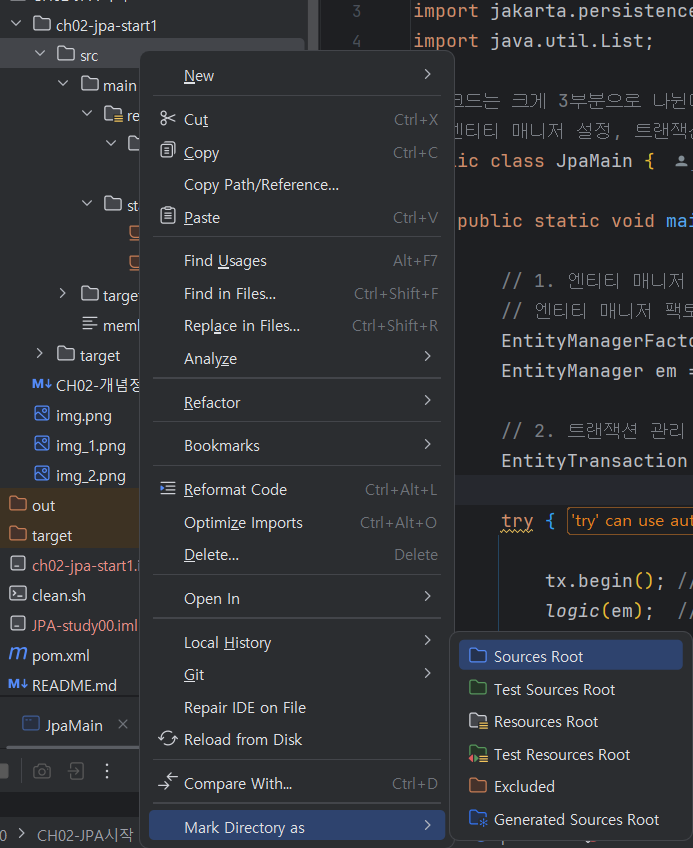 ch02-jpa-start1
src
main
target
CH02-개념정
img.png
img_1.png
img_2.png
out
target
ch02-jpa-start1.i
clean.sh
JPA-study00.iml
pom.xml
README.md
JpaMain
CH02-JPA시작
New
Cut Ctrl+X
Copy Ctrl+C
Copy Path/Reference...
Paste Ctrl+V
Find Usages Alt+F7
Find in Files... Ctrl+Shift+F
Replace in Files... Ctrl+Shift+R
Analyze
Refactor
Bookmarks
Reformat Code Ctrl+Alt+L
Optimize Imports Ctrl+Alt+O
Delete... Delete
Open In
Local History
Git
Repair IDE on File
Reload from Disk
Compare With... Ctrl+D
Mark Directory as
Sources Root
Test Sources Root
Resources Root
Test Resources Root
Excluded
Generated Sources Root
3 import jakarta.persistence
4 import java.util.List;
코드는 크게 3부분으로 나뉜
엔티티 매니저 설정, 트랜잭션
lic class JpaMain {
public static void mai
// 1. 엔티티 매니저
// 엔티티 매니저 팩토
EntityManagerFacto
EntityManager em =
// 2. 트랜잭션 관리
EntityTransaction
try { 'try' can use aut
tx.begin(); //
logic(em); //